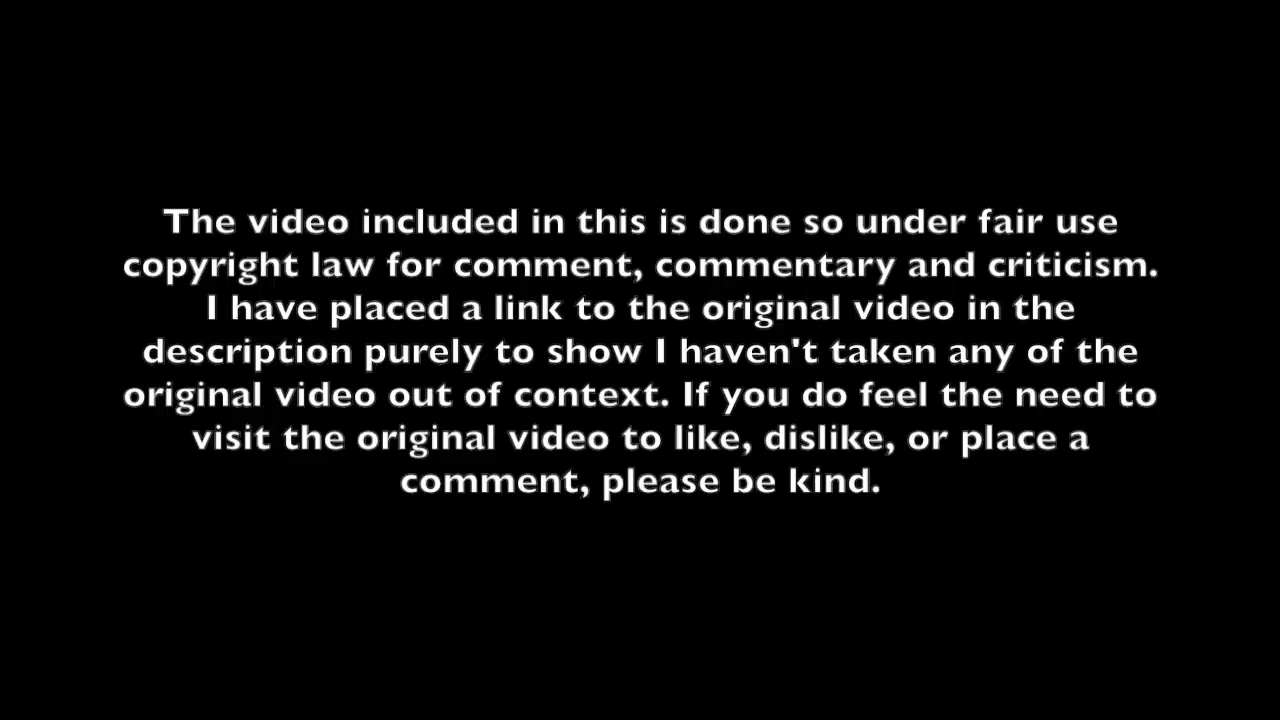 The video included in this is done so under fair use
copyright law for comment, commentary and criticism.
I have placed a link to the original video in the
description purely to show I haven't taken any of the
original video out of context. If you do feel the need to
visit the original video to like, dislike, or place a
comment, please be kind.